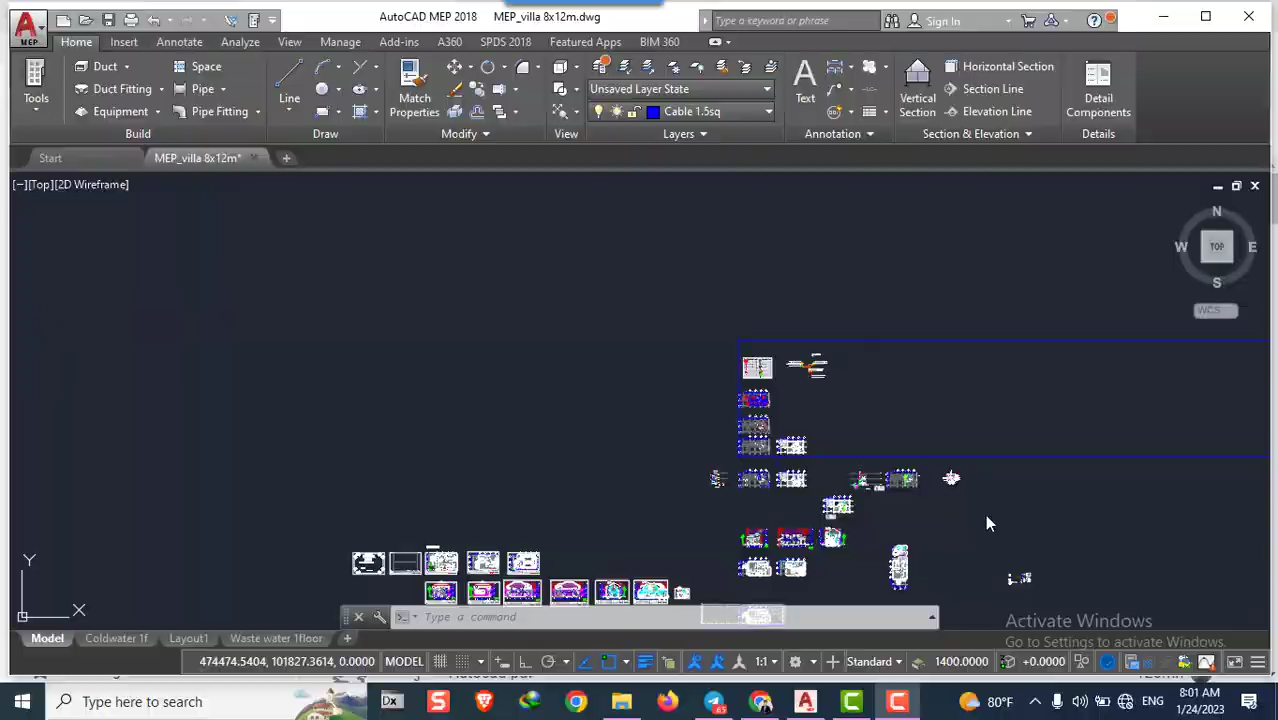 AutoCAD MEP 2018 MEP_villa 8x12m.dwg Type a keyword or phrase Sign In
MEP
Home Insert Annotate Analyze View Manage Add-ins A360 SPDS 2018 Featured Apps BIM 360
Tools Duct Space Line Match Properties Unsaved Layer State Text Vertical Section Horizontal Section Detail Components
Duct Fitting Pipe Section Line
Equipment Pipe Fitting Cable 1.5sq Elevation Line
Build Draw Modify View Layers Annotation Section & Elevation Details
Start MEP_villa 8x12m*
[−][Top][2D Wireframe]
N
W TOP E
S
WCS
Y
X
Type a command
Activate Windows
Go to Settings to activate Windows.
Model Coldwater 1f Layout1 Waste water 1floor
474474.5404, 101827.3614, 0.0000 MODEL 1:1 Standard 1400.0000 +0.0000
Type here to search Dx 65 80°F ENG 8:01 AM
1/24/2023